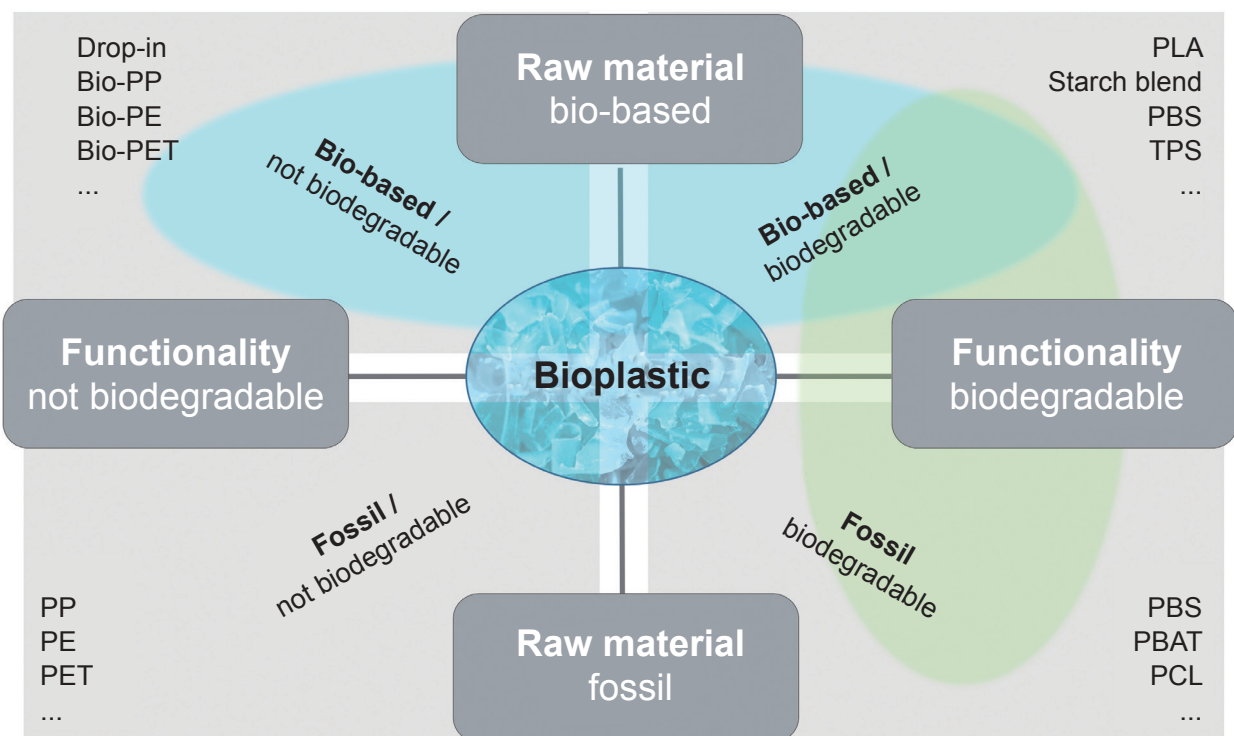 Drop-in
Bio-PP
Bio-PE
Bio-PET
...
Raw material
bio-based
PLA
Starch blend
PBS
TPS
...
Bio-based /
not biodegradable
Bio-based /
biodegradable
Functionality
not biodegradable
Bioplastic
Functionality
biodegradable
Fossil /
not biodegradable
Fossil
biodegradable
PP
PE
PET
...
Raw material
fossil
PBS
PBAT
PCL
...